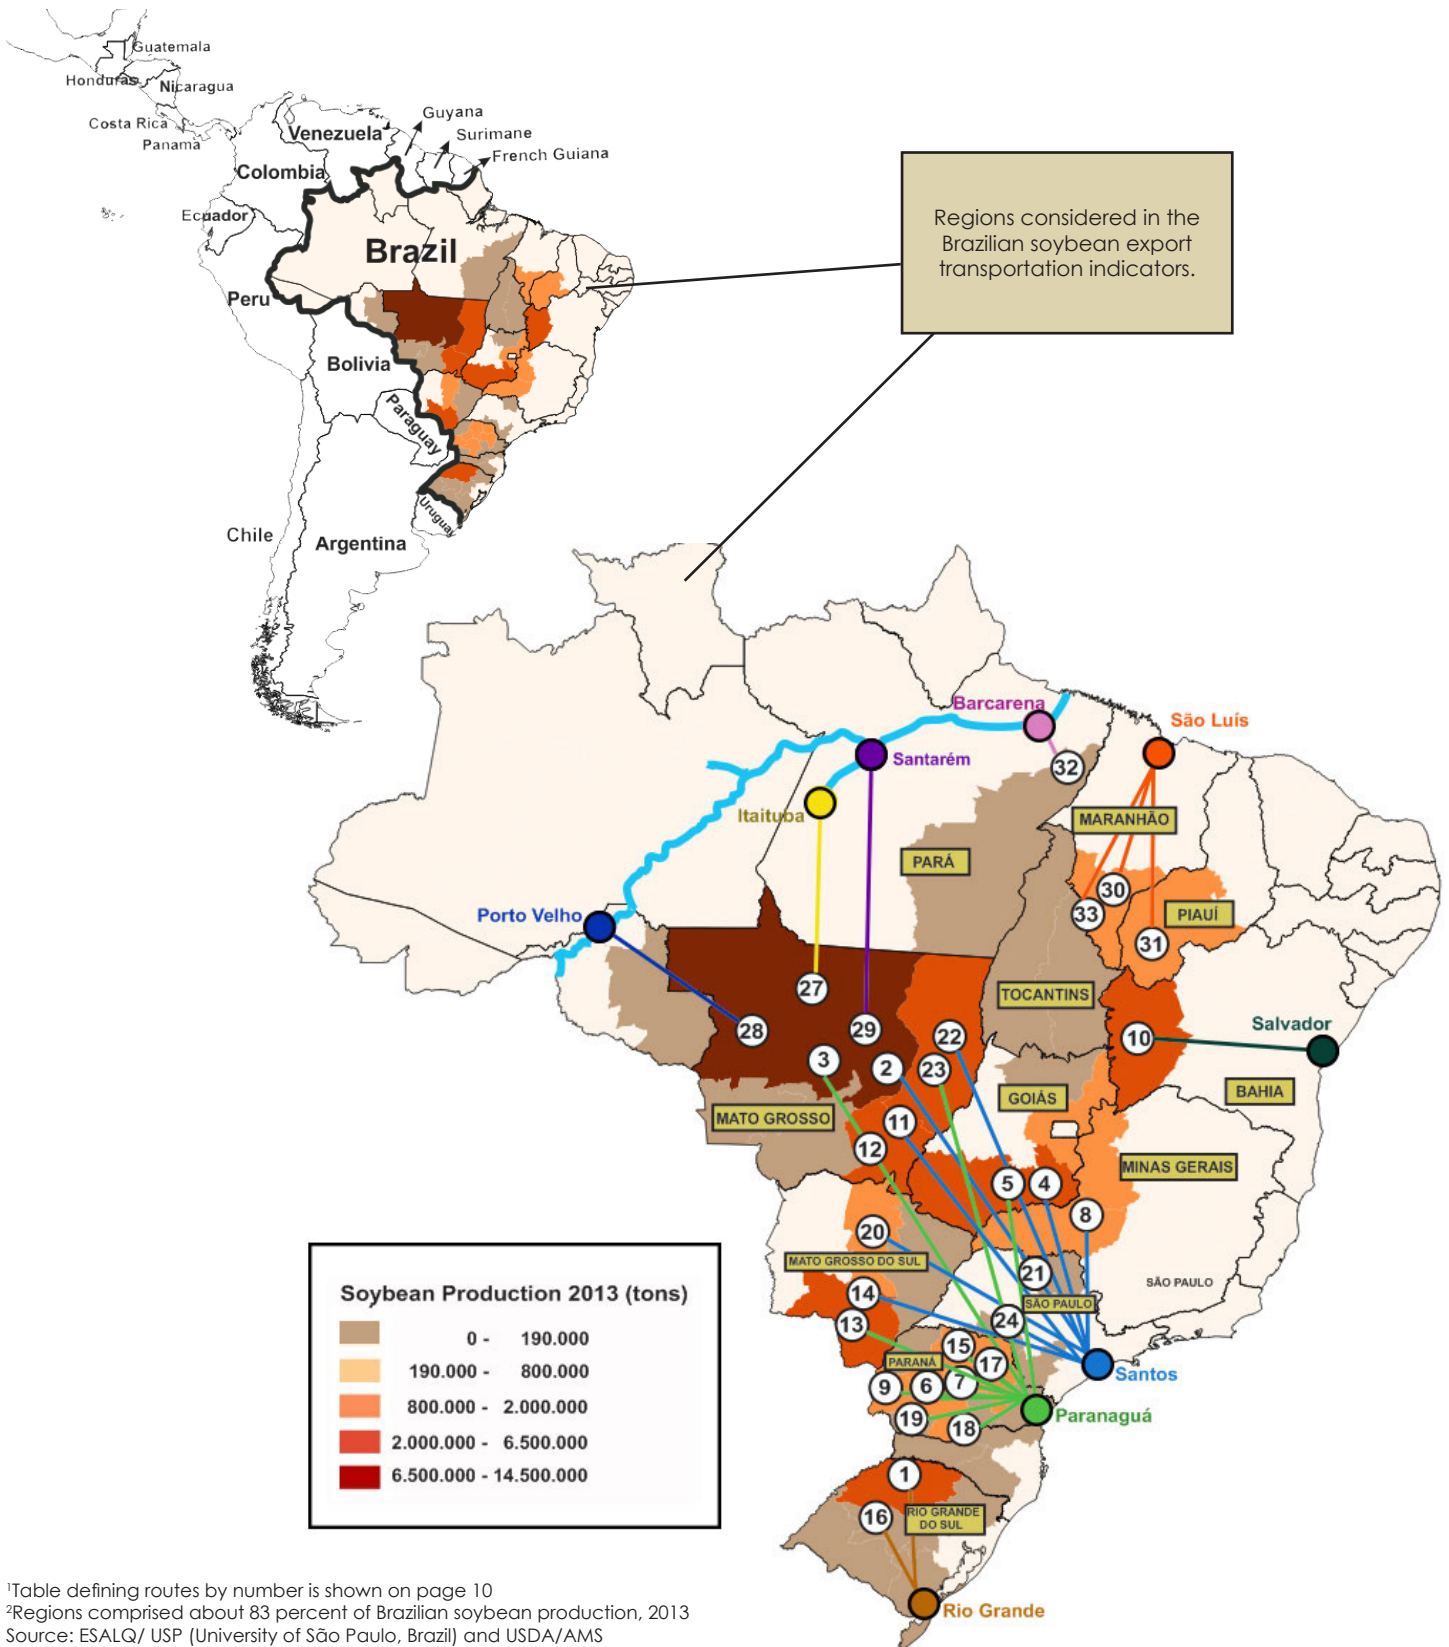 Guatemala
Honduras
Nicaragua
Costa Rica
Panama
Venezuela
Guyana
Surimane
French Guiana
Colombia
Ecuador
Brazil
Peru
Bolivia
Paraguay
Uruguay
Chile
Argentina
Regions considered in the
Brazilian soybean export
transportation indicators.
Barcarena
São Luís
Santarém
32
Itaituba
MARANHÃO
PARÁ
30
33
PIAUÍ
Porto Velho
31
27
TOCANTINS
28
29
22
10
Salvador
3
2
23
GOIÁS
BAHIA
MATO GROSSO
11
12
MINAS GERAIS
5
4
8
20
MATO GROSSO DO SUL
21
SÃO PAULO
14
SÃO PAULO
13
24
15
PARANÁ
17
Santos
9
6
7
19
18
Paranaguá
1
16
RIO GRANDE
DO SUL
Rio Grande
Soybean Production 2013 (tons)
0 - 190.000
190.000 - 800.000
800.000 - 2.000.000
2.000.000 - 6.500.000
6.500.000 - 14.500.000
¹Table defining routes by number is shown on page 10
²Regions comprised about 83 percent of Brazilian soybean production, 2013
Source: ESALQ/ USP (University of São Paulo, Brazil) and USDA/AMS